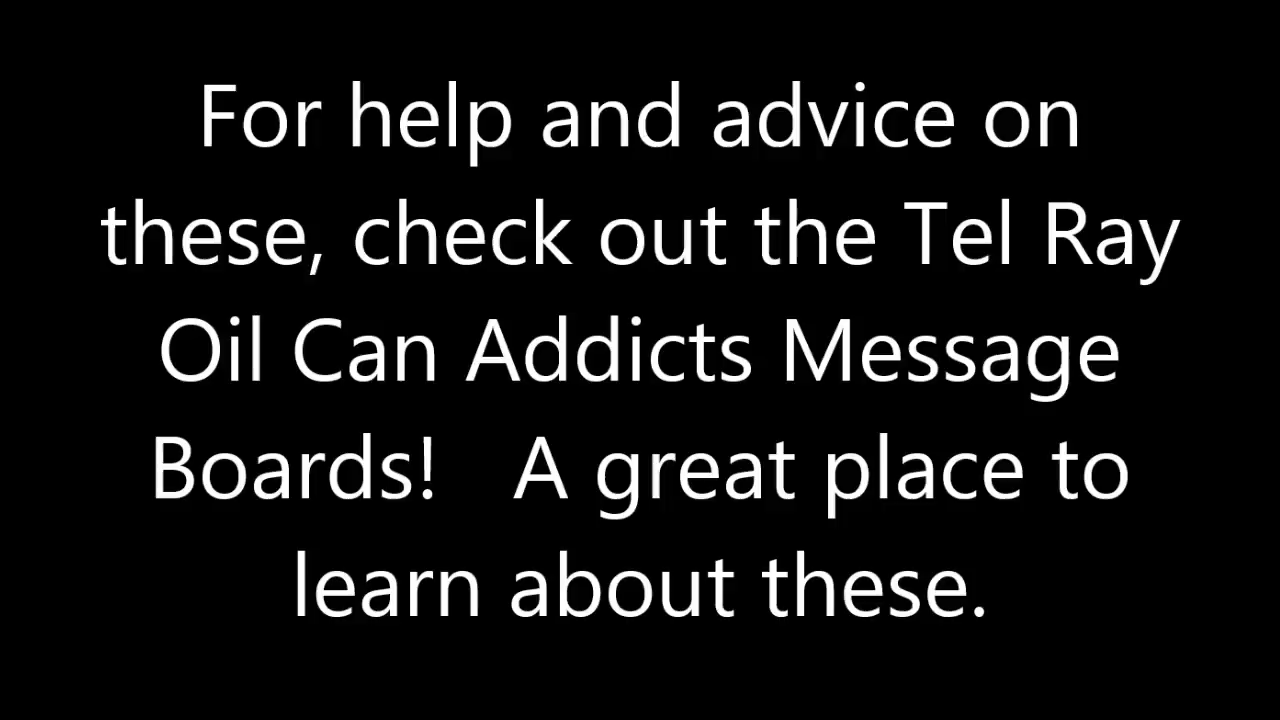 For help and advice on
these, check out the Tel Ray
Oil Can Addicts Message
Boards!   A great place to
learn about these.